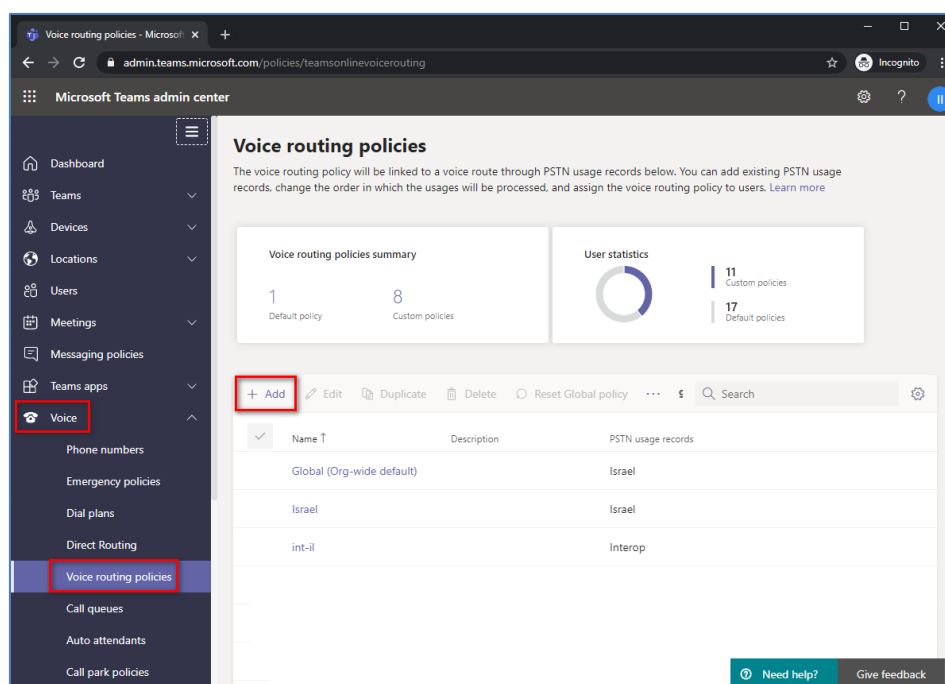 Voice routing policies - Microsoft
admin.teams.microsoft.com/policies/teamsonlinevoicerouting
Incognito
Microsoft Teams admin center
?
II
Dashboard
Teams
Devices
Locations
Users
Meetings
Messaging policies
Teams apps
Voice
Phone numbers
Emergency policies
Dial plans
Direct Routing
Voice routing policies
Call queues
Auto attendants
Call park policies
Voice routing policies
The voice routing policy will be linked to a voice route through PSTN usage records below. You can add existing PSTN usage
records, change the order in which the usages will be processed, and assign the voice routing policy to users. Learn more
Voice routing policies summary
1
Default policy
8
Custom policies
User statistics
11
Custom policies
17
Default policies
+ Add Edit Duplicate Delete Reset Global policy ... Search
Name ↑ Description PSTN usage records
Global (Org-wide default) Israel
Israel Israel
int-il Interop
Need help? Give feedback